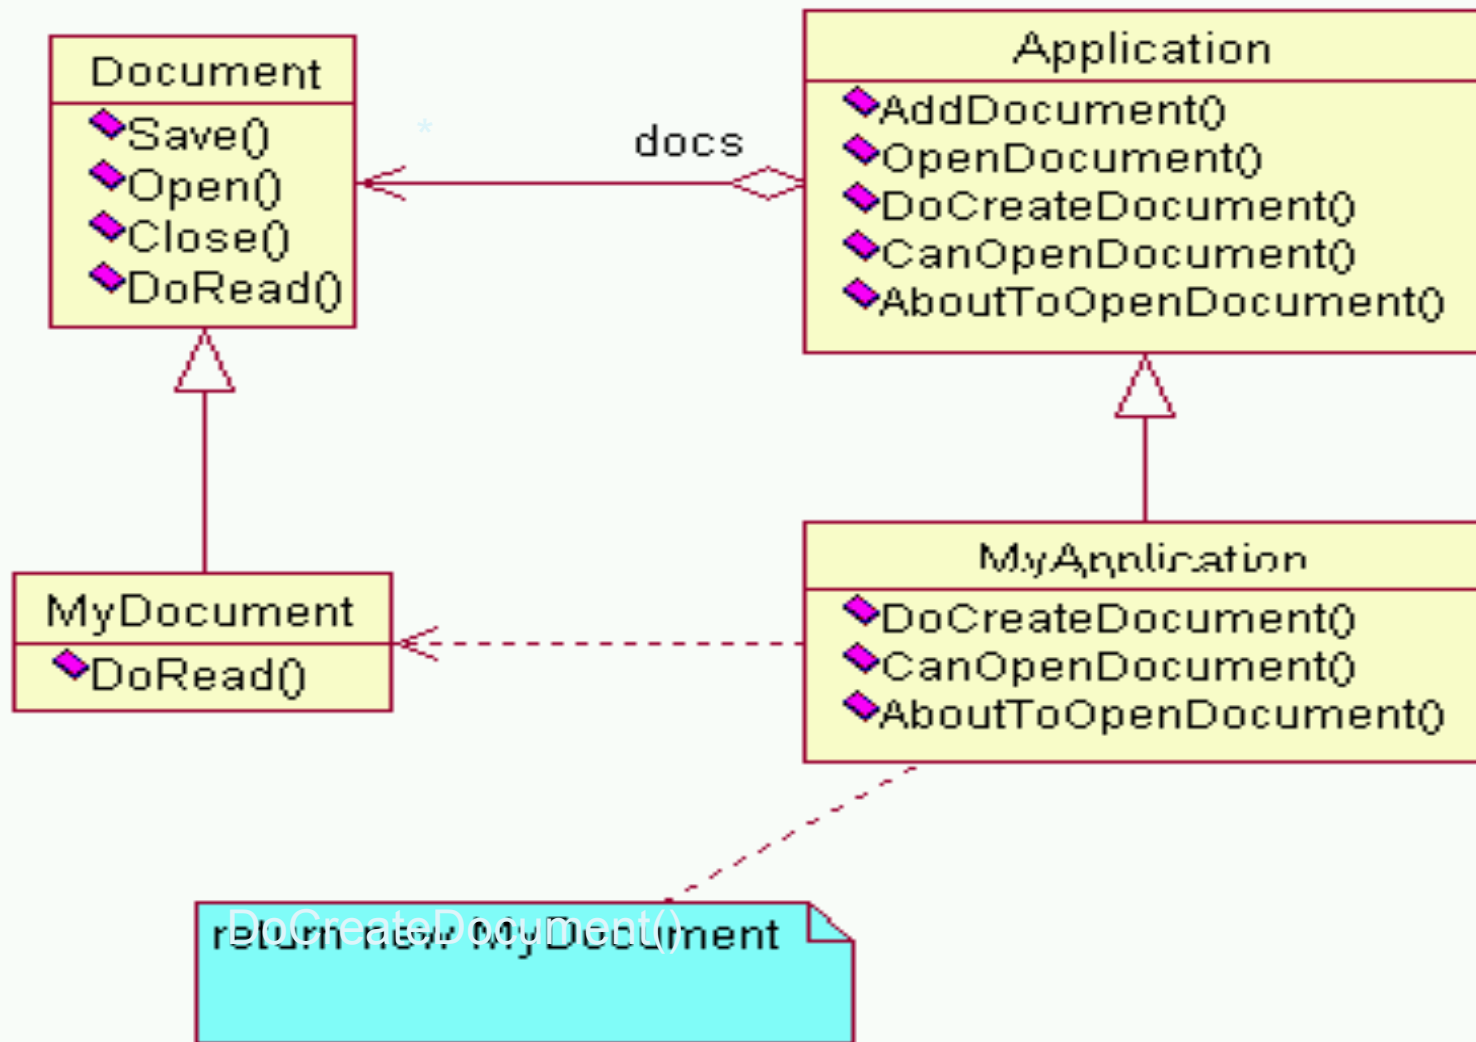 Document
Save()
Open()
Close()
DoRead()
*
docs
Application
AddDocument()
OpenDocument()
DoCreateDocument()
CanOpenDocument()
AboutToOpenDocument()
MyDocument
DoRead()
MyApplication
DoCreateDocument()
CanOpenDocument()
AboutToOpenDocument()
DoCreateDocument()
return new MyDocument